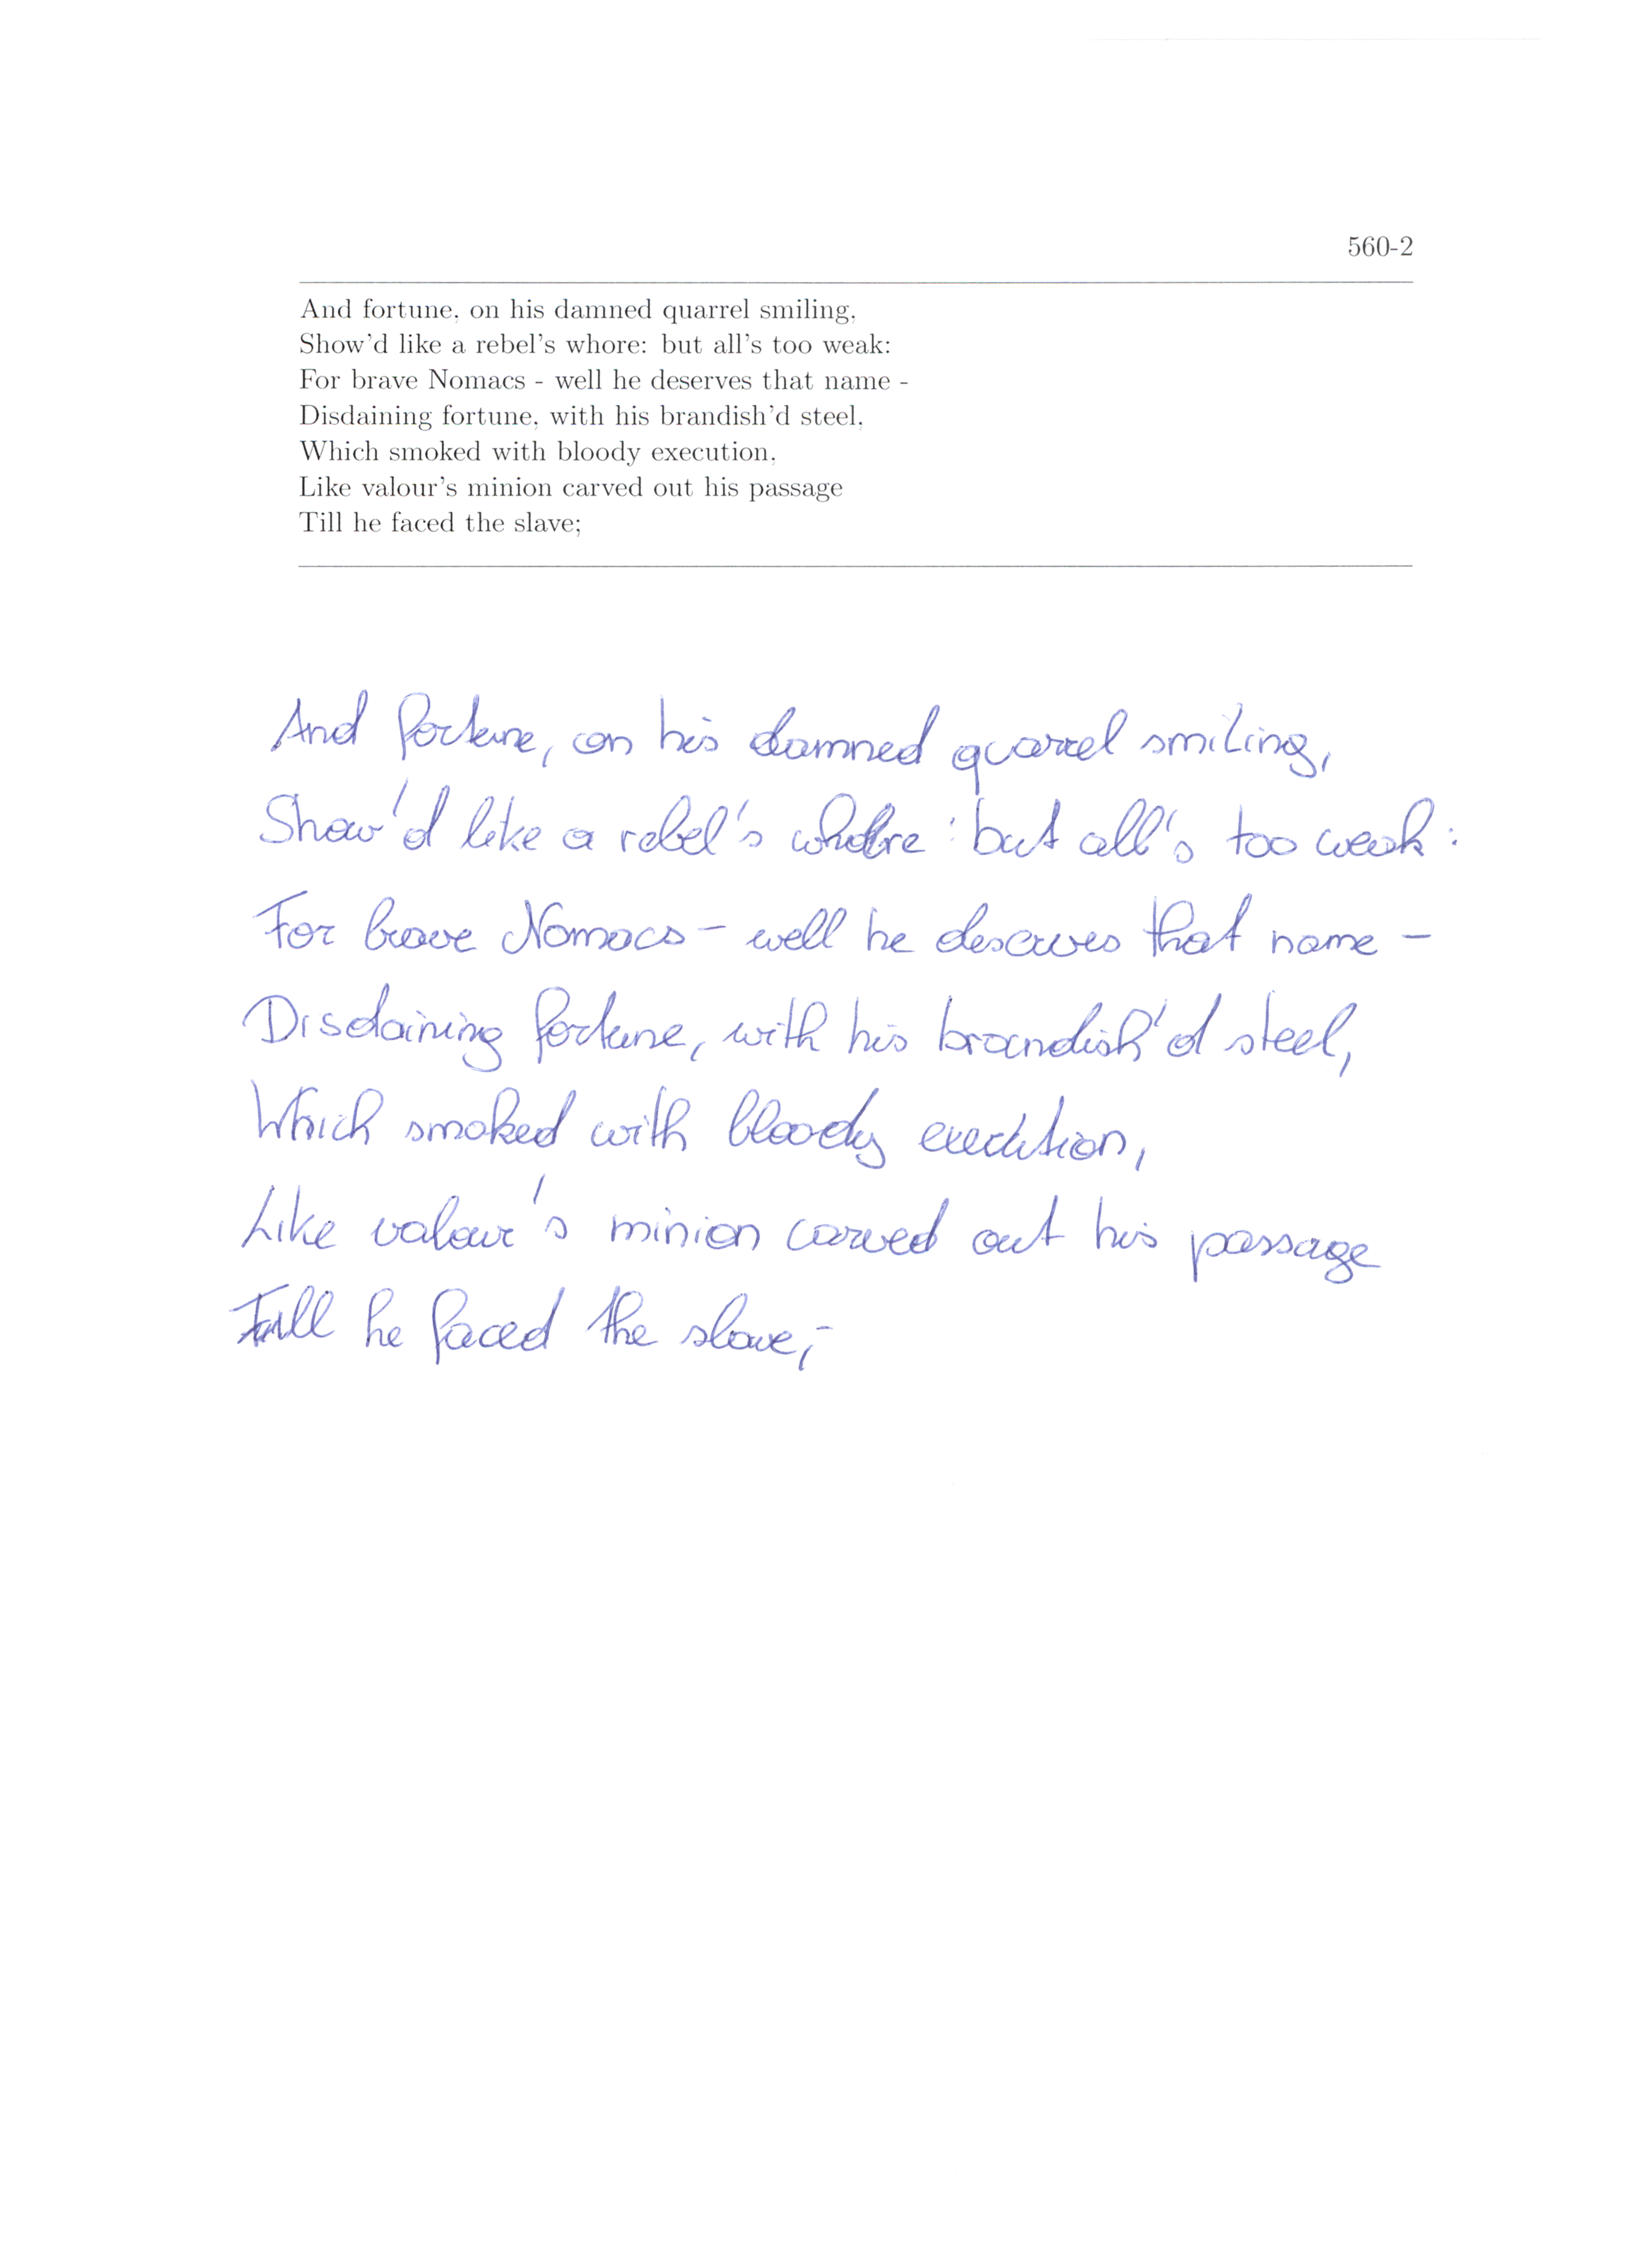 560-2
And fortune, on his damned quarrel smiling,
Show'd like a rebel's whore: but all's too weak:
For brave Nomacs - well he deserves that name -
Disdaining fortune, with his brandish'd steel,
Which smoked with bloody execution,
Like valour's minion carved out his passage
Till he faced the slave;
And fortune, on his damned quarrel smiling,
Show'd like a rebel's whore : but all's too weak :
For brave Nomacs - well he deserves that name -
Disdaining fortune, with his brandish'd steel,
Which smoked with bloody execution,
Like valour's minion carved out his passage
Till he faced the slave;